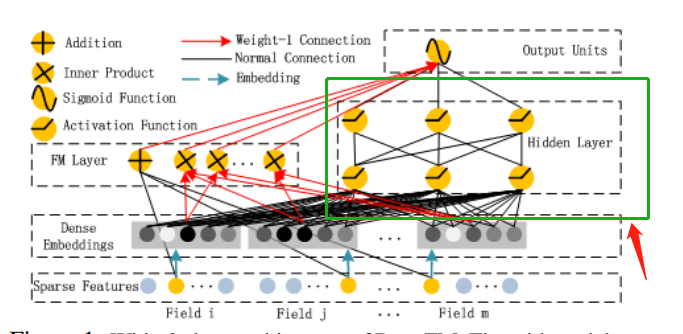 Addition
Inner Product
Sigmoid Function
Activation Function
Weight-1 Connection
Normal Connection
Embedding
Output Units
Hidden Layer
FM Layer
Dense
Embeddings
...
Sparse Features
Field i
Field j
...
Field m